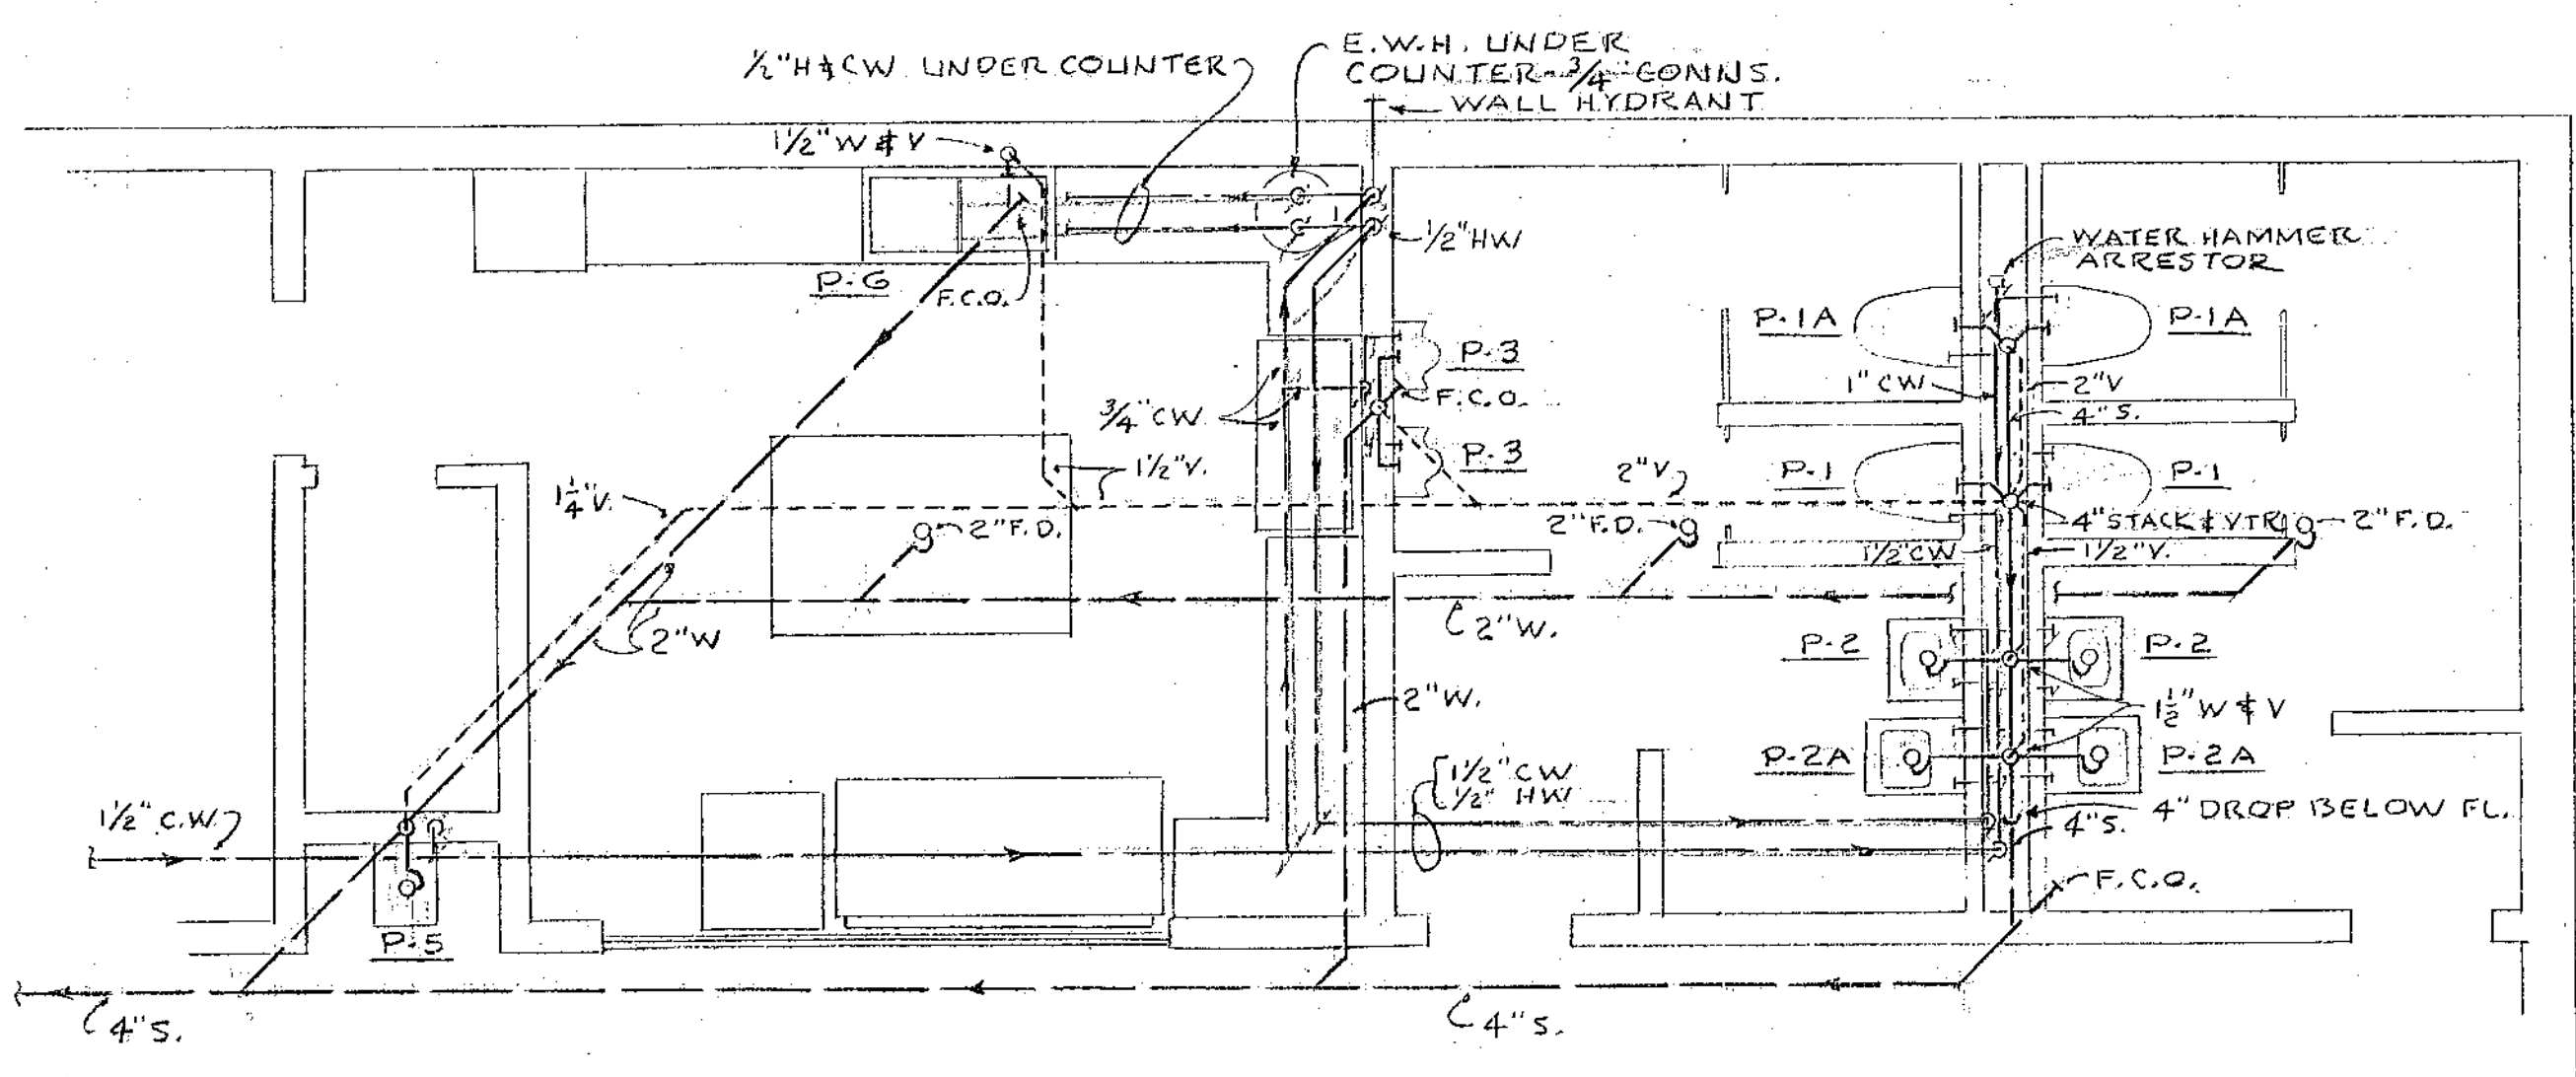 ½"H&CW UNDER COUNTER
E.W.H. UNDER
COUNTER-¾" CONNS.
WALL HYDRANT
1½" W & V
½"HW
P-6
F.C.O.
WATER HAMMER
ARRESTOR
P-1A
P-1A
P-3
F.C.O.
P-3
¾" CW
1" CW
2"V
4" S.
1¼"V.
1½"V.
2"V
P-1
P-1
2"F.D.
2"F.D.
4"STACK & VTR
2"F.D.
1½"CW
1½"V.
2"W
2"W.
P-2
P-2
2"W.
1½"W & V
P-2A
P-2A
1½" CW
½" HW
1½" C.W.
4" DROP BELOW FL.
4"S.
F.C.O.
P-5
4"S.
4"S.